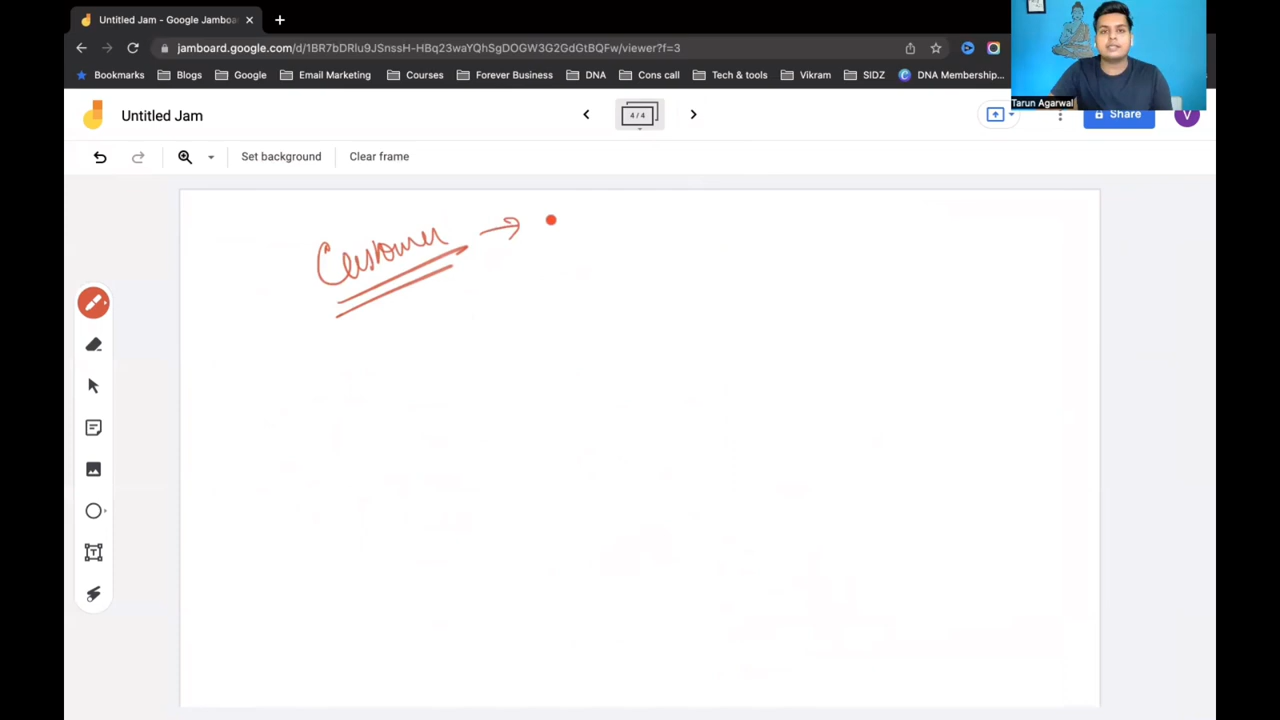 Untitled Jam - Google Jamboa
jamboard.google.com/d/1BR7bDRlu9JSnssH-HBq23waYQhSgDOGW3G2GdGtBQFw/viewer?f=3
Bookmarks Blogs Google Email Marketing Courses Forever Business DNA Cons call Tech & tools Vikram SIDZ DNA Membership...
Tarun Agarwal
Untitled Jam 4 / 4 Share V
Set background Clear frame
Customer →